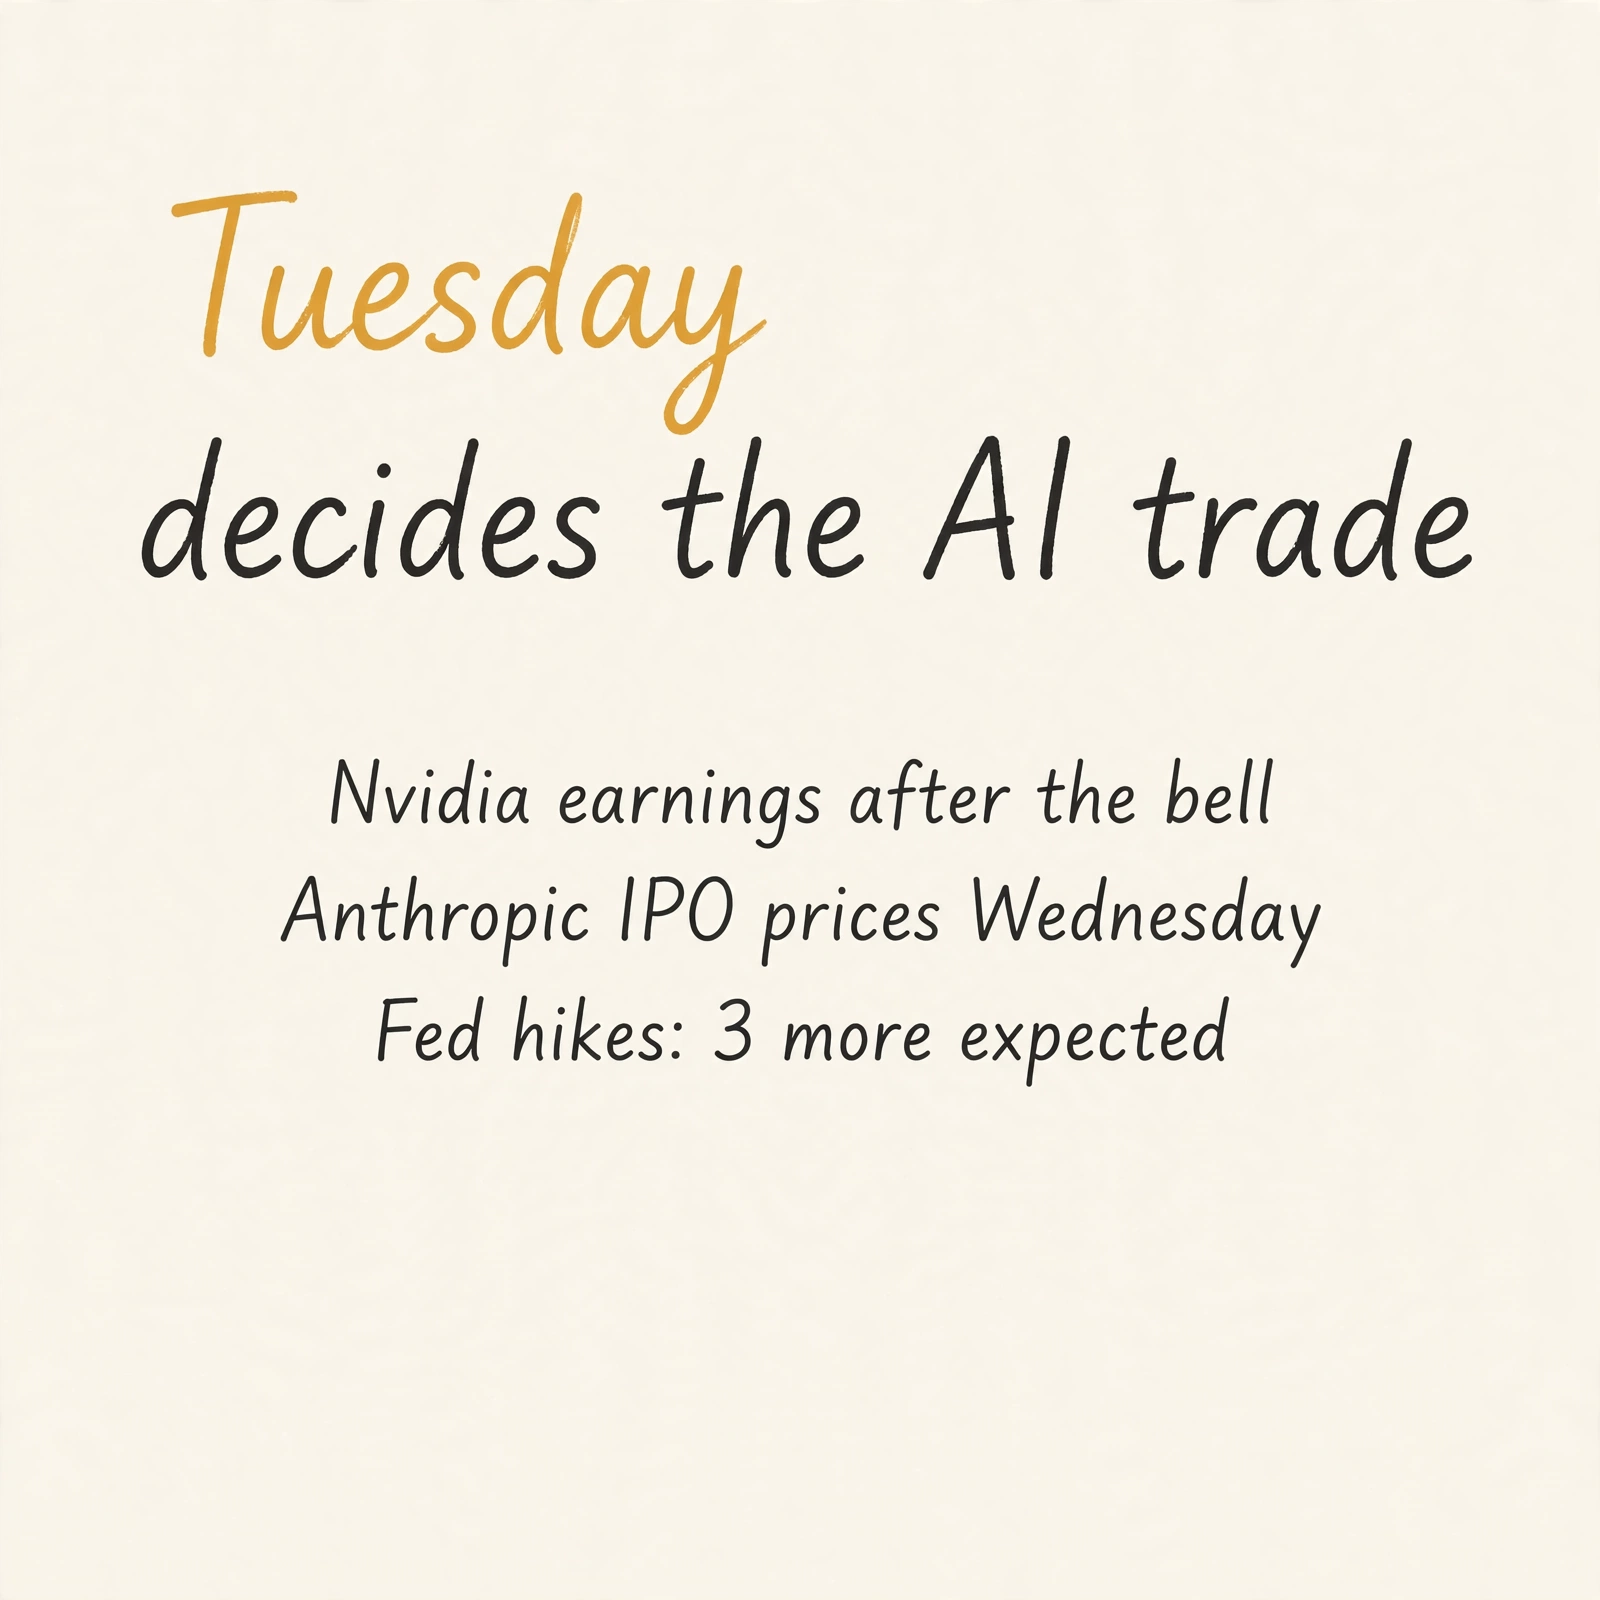 Tuesday
decides the AI trade
Nvidia earnings after the bell
Anthropic IPO prices Wednesday
Fed hikes: 3 more expected